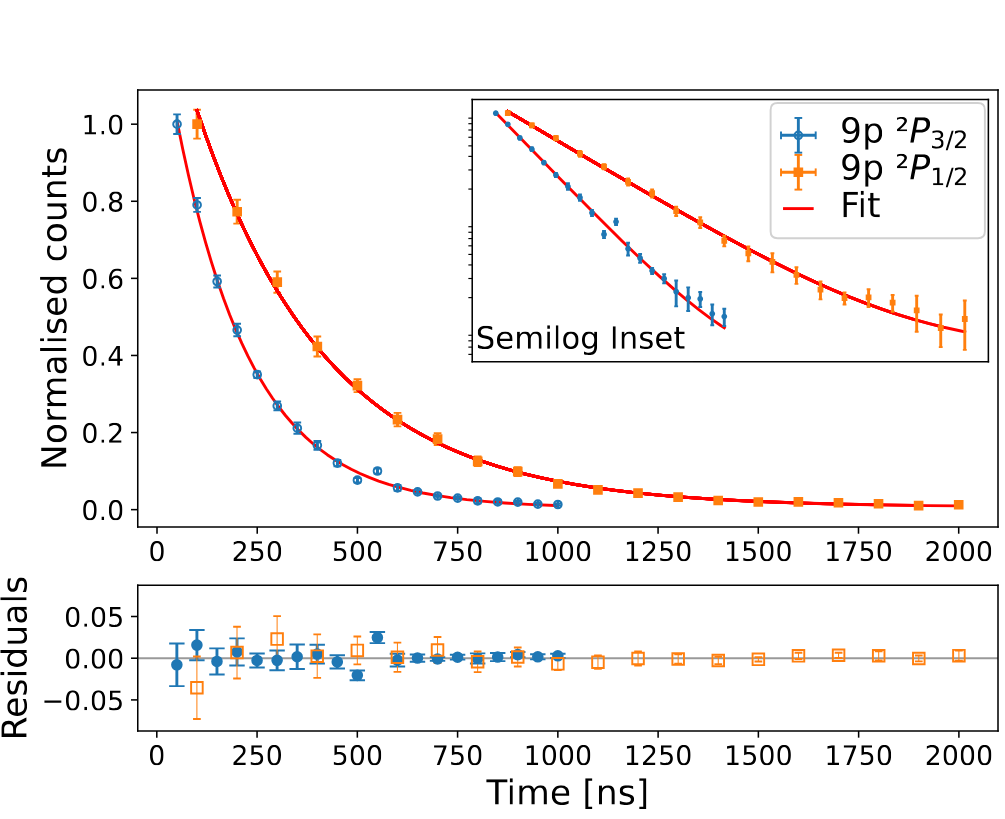 Normalised counts
1.0
0.8
0.6
0.4
0.2
0.0
9p ²P₃/₂
9p ²P₁/₂
Fit
Semilog Inset
0 250 500 750 1000 1250 1500 1750 2000
Residuals
0.05
0.00
−0.05
0 250 500 750 1000 1250 1500 1750 2000
Time [ns]